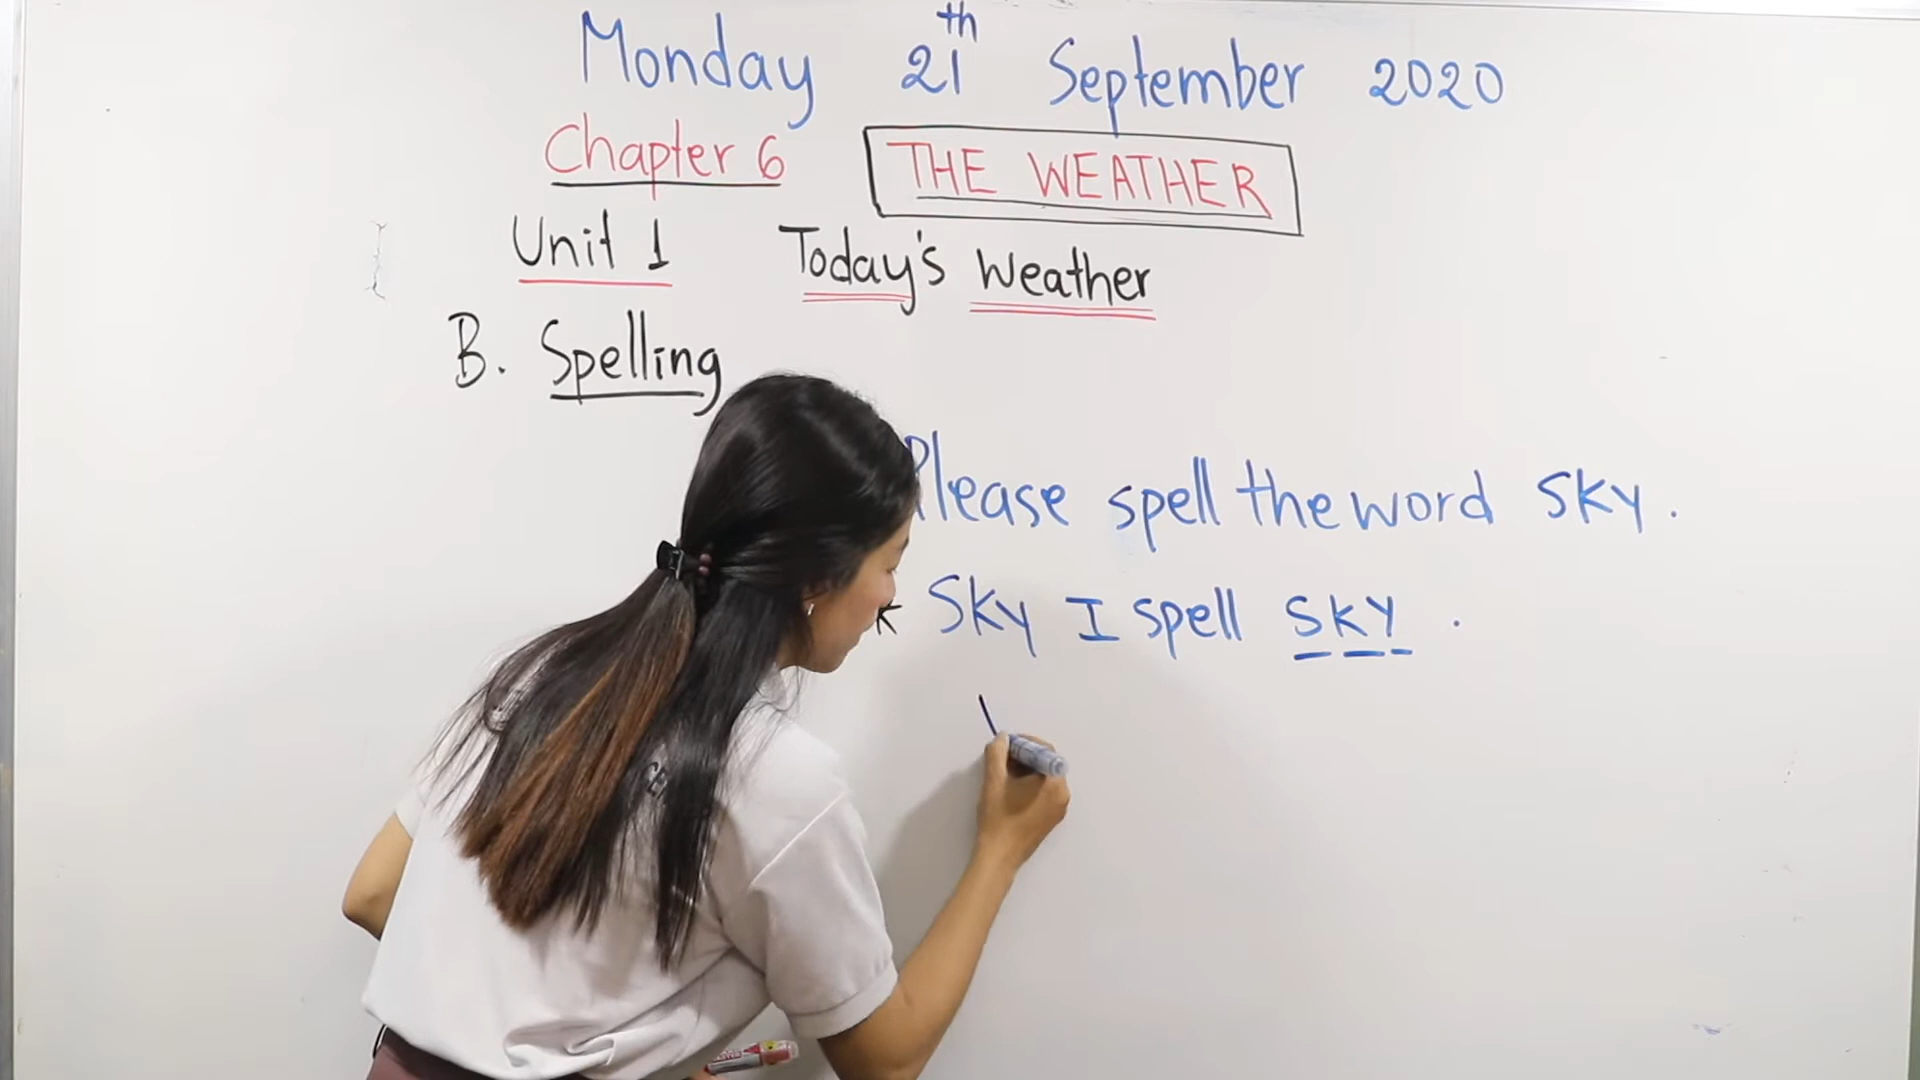 Monday 21th September 2020
Chapter 6 THE WEATHER
Unit 1 Today's Weather
B. Spelling
Please spell the word sky.
Sky I spell s k y .